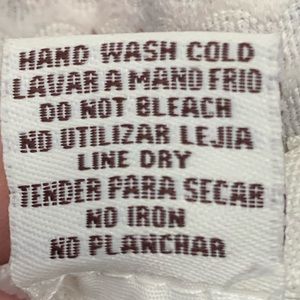 HAND WASH COLD
LAVAR A MANO FRIO
DO NOT BLEACH
NO UTILIZAR LEJIA
LINE DRY
TENDER PARA SECAR
NO IRON
NO PLANCHAR